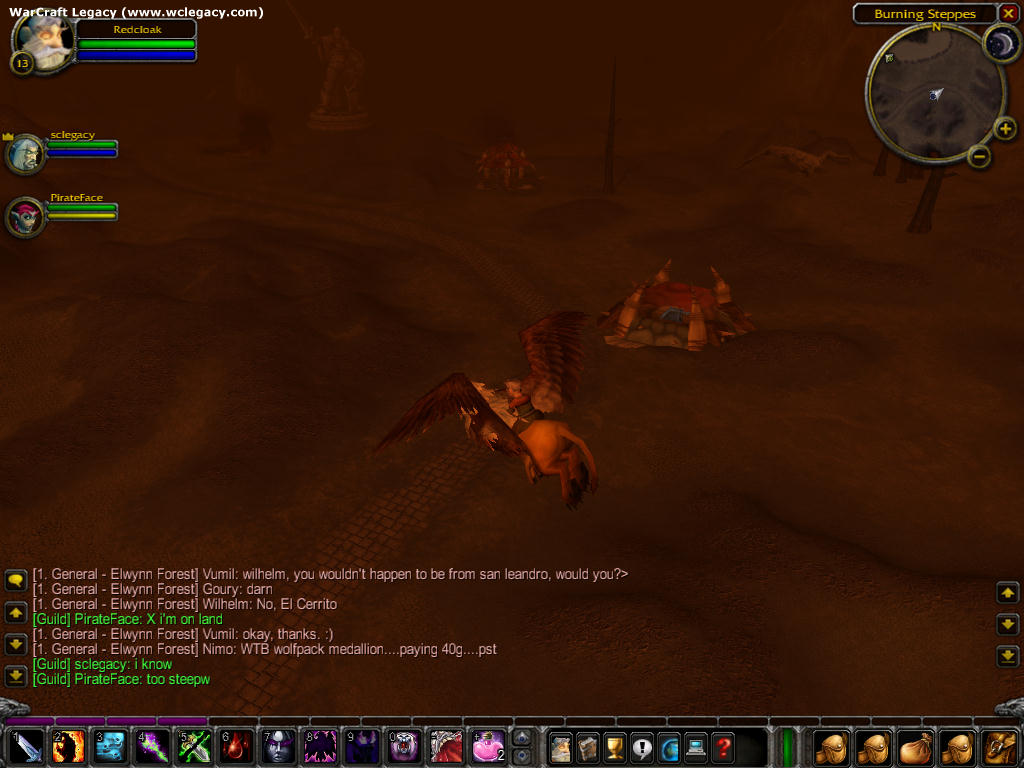 WarCraft Legacy (www.wclegacy.com)
Redcloak
13
Burning Steppes
N
sclegacy
PirateFace
[1. General - Elwynn Forest] Vumil: wilhelm, you wouldn't happen to be from san leandro, would you?>
[1. General - Elwynn Forest] Goury: darn
[1. General - Elwynn Forest] Wilhelm: No, El Cerrito
[Guild] PirateFace: X i'm on land
[1. General - Elwynn Forest] Vumil: okay, thanks. :)
[1. General - Elwynn Forest] Nimo: WTB wolfpack medallion....paying 40g....pst
[Guild] sclegacy: i know
[Guild] PirateFace: too steepw
1 2 3 4 5 6 7 8 9 0 - + 2